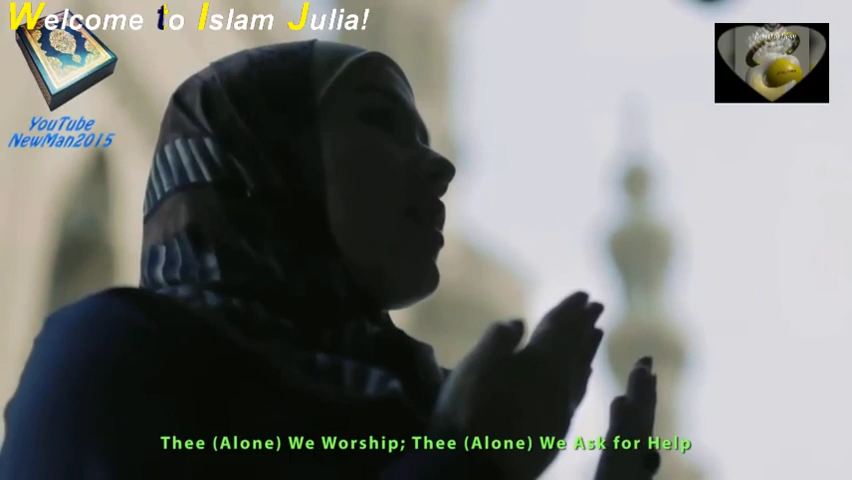 Welcome to Islam Julia!
YouTube
NewMan2015
Thee (Alone) We Worship; Thee (Alone) We Ask for Help